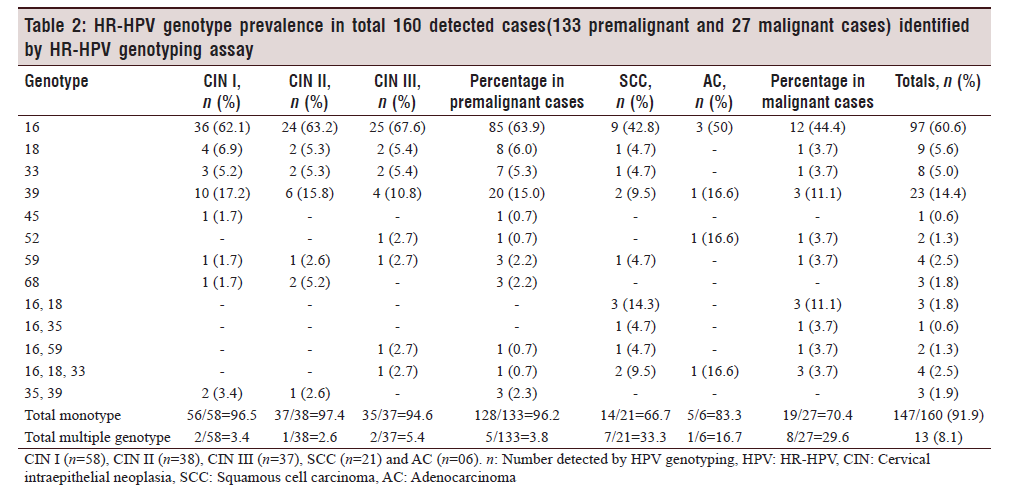 Table 2: HR-HPV genotype prevalence in total 160 detected cases(133 premalignant and 27 malignant cases) identified
by HR-HPV genotyping assay
Genotype CIN I, n (%) CIN II, n (%) CIN III, n (%) Percentage in premalignant cases SCC, n (%) AC, n (%) Percentage in malignant cases Totals, n (%)
16 36 (62.1) 24 (63.2) 25 (67.6) 85 (63.9) 9 (42.8) 3 (50) 12 (44.4) 97 (60.6)
18 4 (6.9) 2 (5.3) 2 (5.4) 8 (6.0) 1 (4.7) - 1 (3.7) 9 (5.6)
33 3 (5.2) 2 (5.3) 2 (5.4) 7 (5.3) 1 (4.7) - 1 (3.7) 8 (5.0)
39 10 (17.2) 6 (15.8) 4 (10.8) 20 (15.0) 2 (9.5) 1 (16.6) 3 (11.1) 23 (14.4)
45 1 (1.7) - - 1 (0.7) - - - 1 (0.6)
52 - - 1 (2.7) 1 (0.7) - 1 (16.6) 1 (3.7) 2 (1.3)
59 1 (1.7) 1 (2.6) 1 (2.7) 3 (2.2) 1 (4.7) - 1 (3.7) 4 (2.5)
68 1 (1.7) 2 (5.2) - 3 (2.2) - - - 3 (1.8)
16, 18 - - - - 3 (14.3) - 3 (11.1) 3 (1.8)
16, 35 - - - - 1 (4.7) - 1 (3.7) 1 (0.6)
16, 59 - - 1 (2.7) 1 (0.7) 1 (4.7) - 1 (3.7) 2 (1.3)
16, 18, 33 - - 1 (2.7) 1 (0.7) 2 (9.5) 1 (16.6) 3 (3.7) 4 (2.5)
35, 39 2 (3.4) 1 (2.6) - 3 (2.3) - - - 3 (1.9)
Total monotype 56/58=96.5 37/38=97.4 35/37=94.6 128/133=96.2 14/21=66.7 5/6=83.3 19/27=70.4 147/160 (91.9)
Total multiple genotype 2/58=3.4 1/38=2.6 2/37=5.4 5/133=3.8 7/21=33.3 1/6=16.7 8/27=29.6 13 (8.1)
CIN I (n=58), CIN II (n=38), CIN III (n=37), SCC (n=21) and AC (n=06). n: Number detected by HPV genotyping, HPV: HR-HPV, CIN: Cervical
intraepithelial neoplasia, SCC: Squamous cell carcinoma, AC: Adenocarcinoma